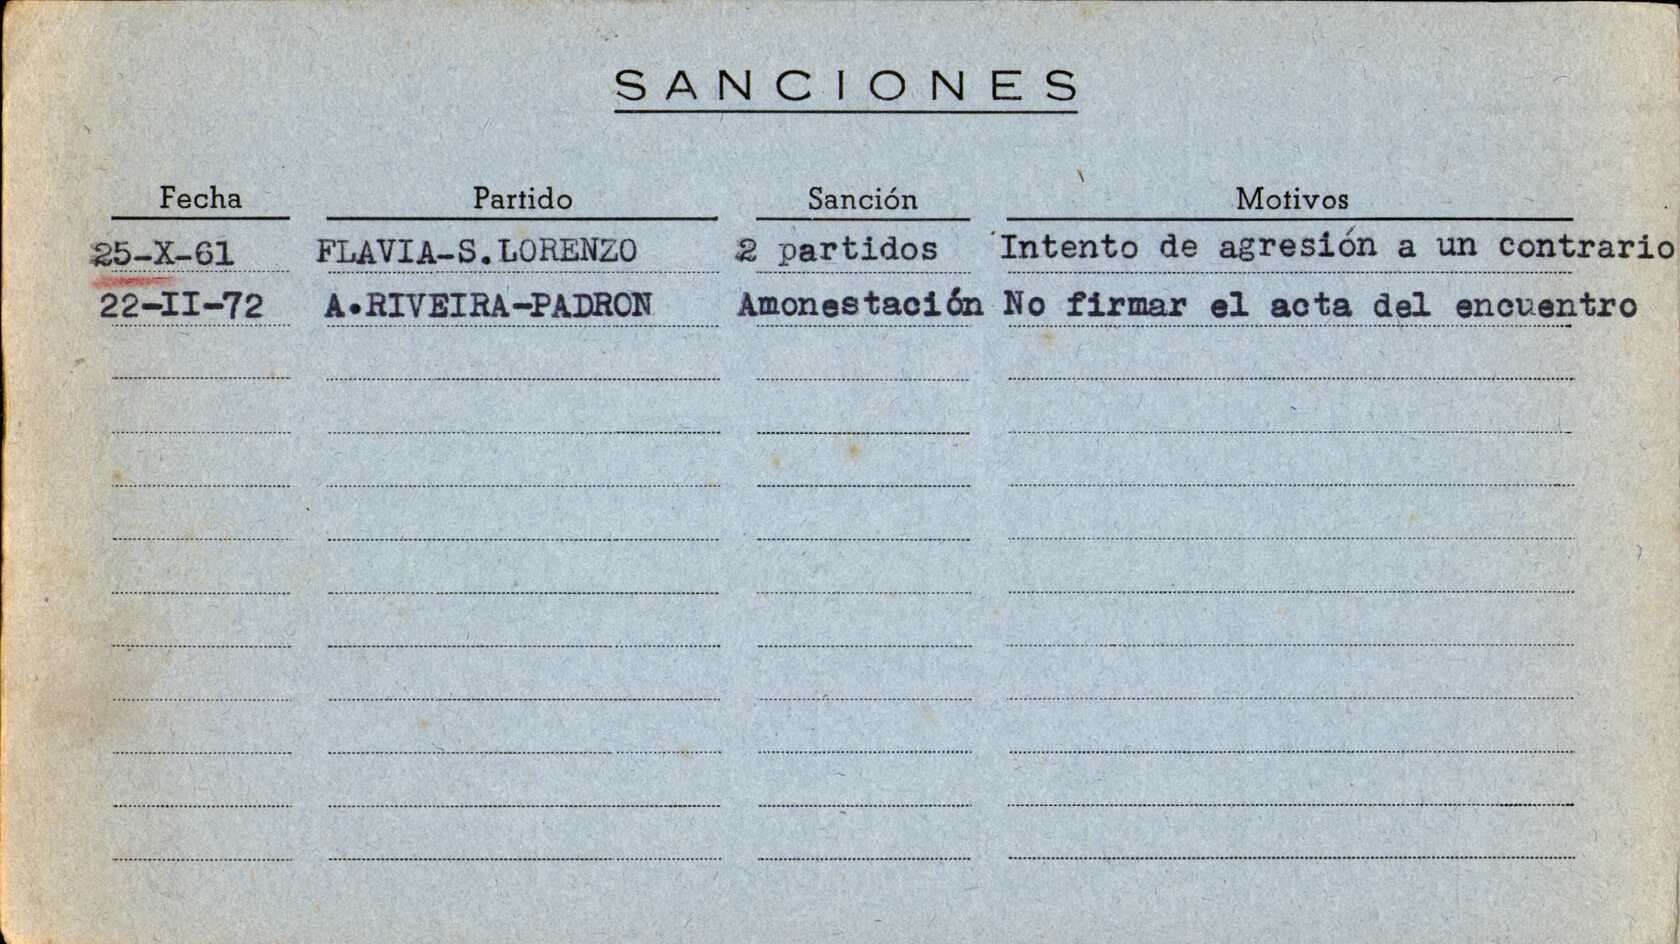 SANCIONES
Fecha Partido Sanción Motivos
25-X-61 FLAVIA-S.LORENZO 2 partidos Intento de agresión a un contrario
22-II-72 A.RIVEIRA-PADRON Amonestación No firmar el acta del encuentro